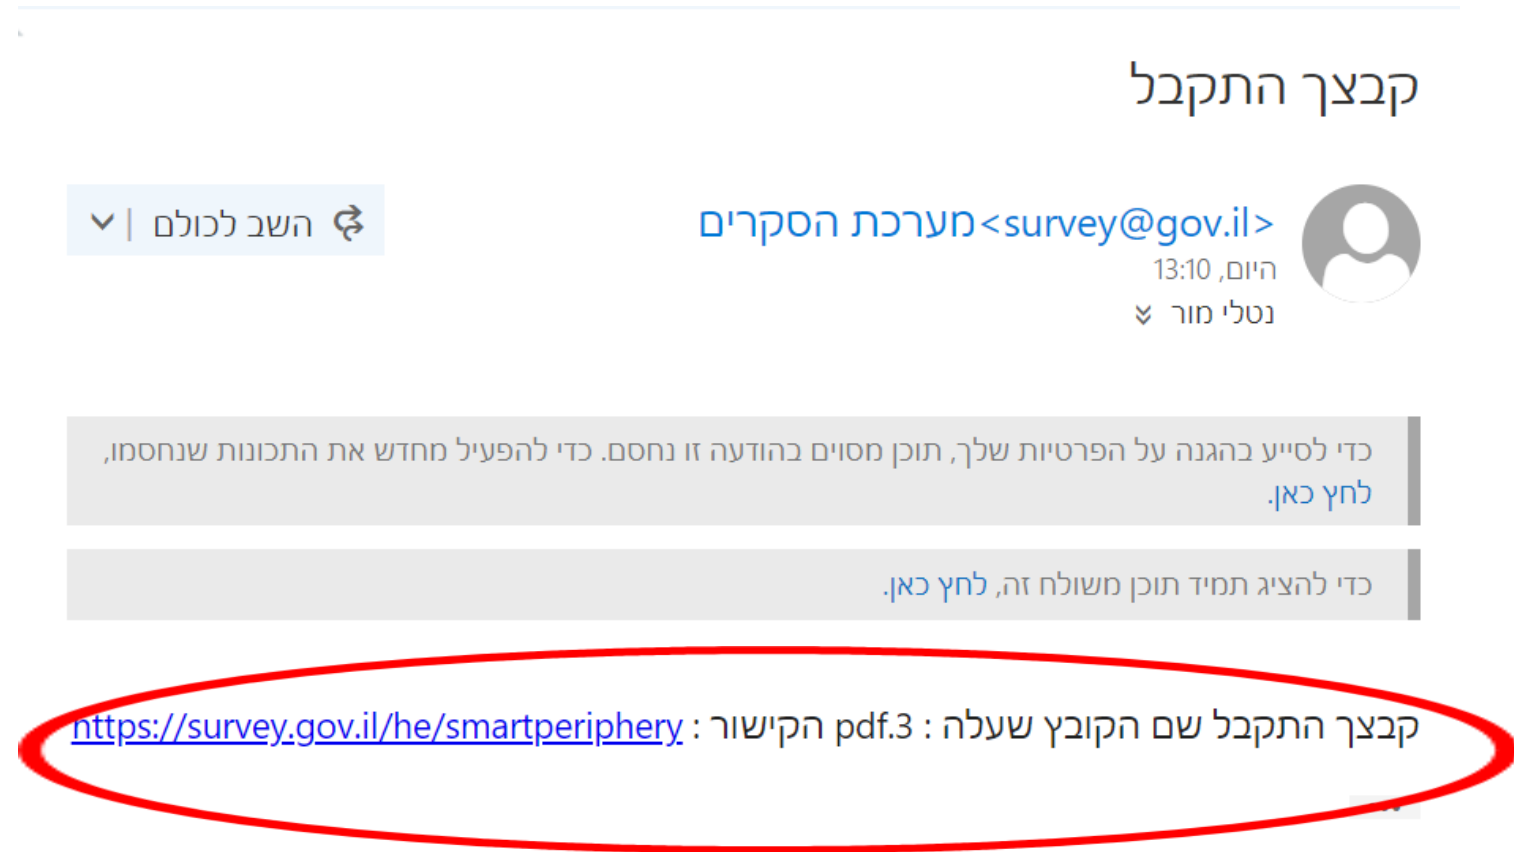 קבצך התקבל
מערכת הסקרים<survey@gov.il>
השב לכולם |
היום, 13:10
נטלי מור
כדי לסייע בהגנה על הפרטיות שלך, תוכן מסוים בהודעה זו נחסם. כדי להפעיל מחדש את התכונות שנחסמו,
לחץ כאן.
כדי להציג תמיד תוכן משולח זה, לחץ כאן.
קבצך התקבל שם הקובץ שעלה : 3.pdf הקישור : https://survey.gov.il/he/smartperiphery